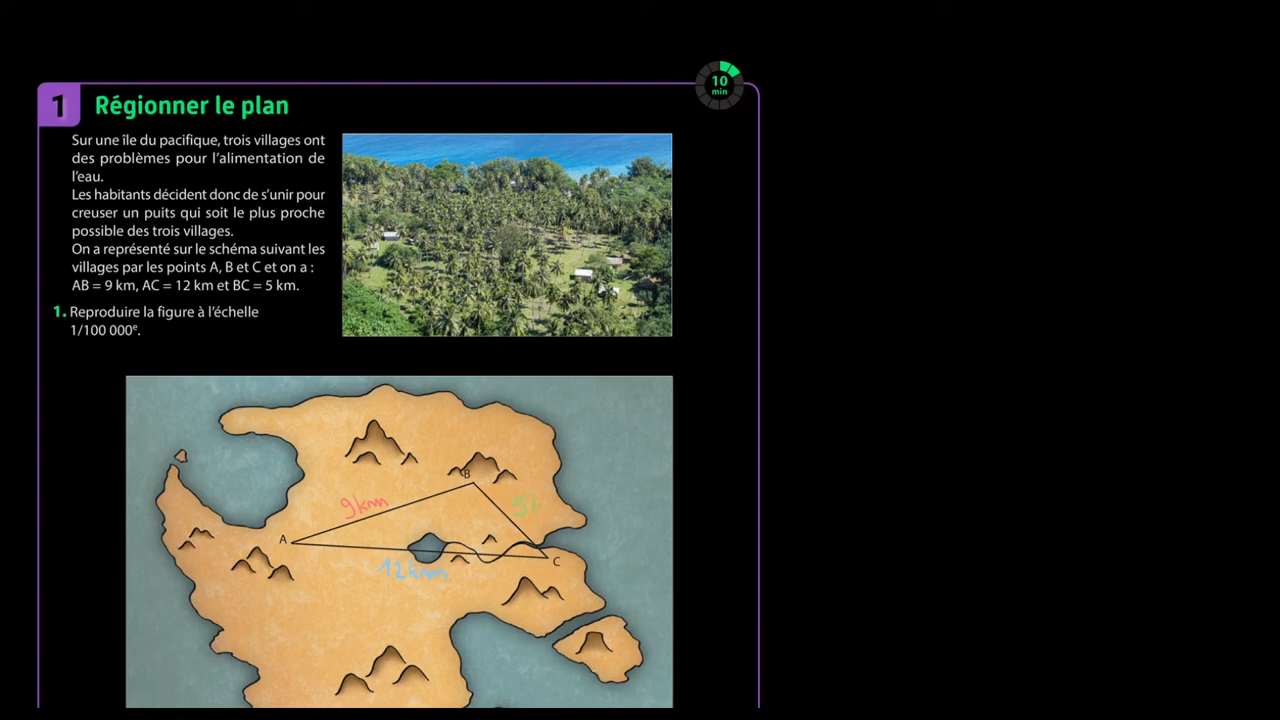 10
min
1 Régionner le plan
Sur une île du pacifique, trois villages ont
des problèmes pour l'alimentation de
l'eau.
Les habitants décident donc de s'unir pour
creuser un puits qui soit le plus proche
possible des trois villages.
On a représenté sur le schéma suivant les
villages par les points A, B et C et on a :
AB = 9 km, AC = 12 km et BC = 5 km.
1. Reproduire la figure à l'échelle
1/100 000e.
B
9km
5k
A
C
12km